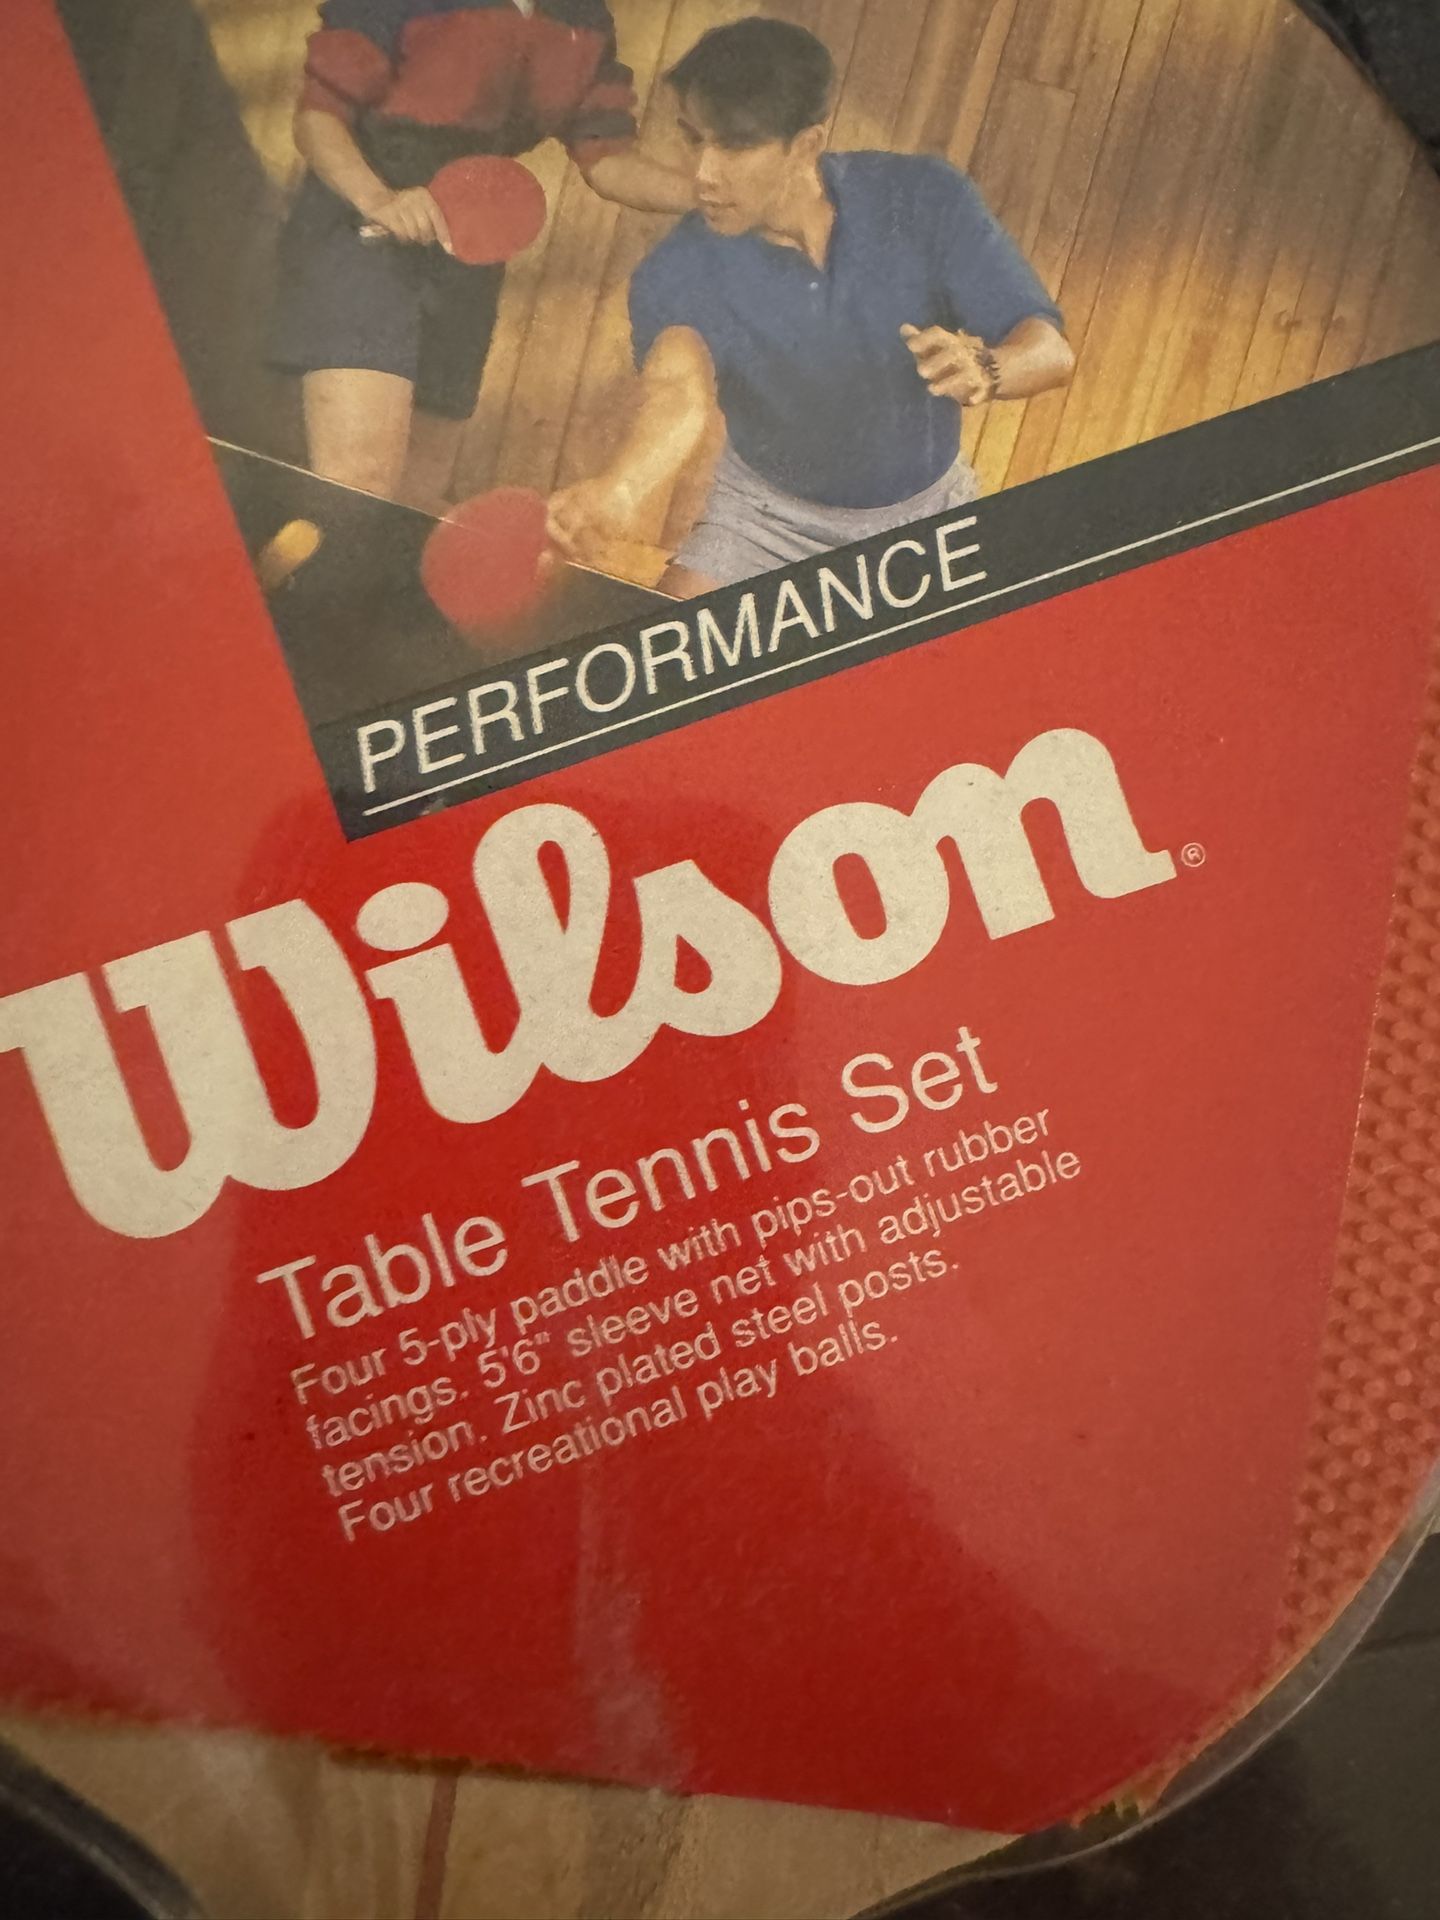 PERFORMANCE
Wilson®
Table Tennis Set
Four 5-ply paddle with pips-out rubber
facings. 5'6" sleeve net with adjustable
tension. Zinc plated steel posts.
Four recreational play balls.